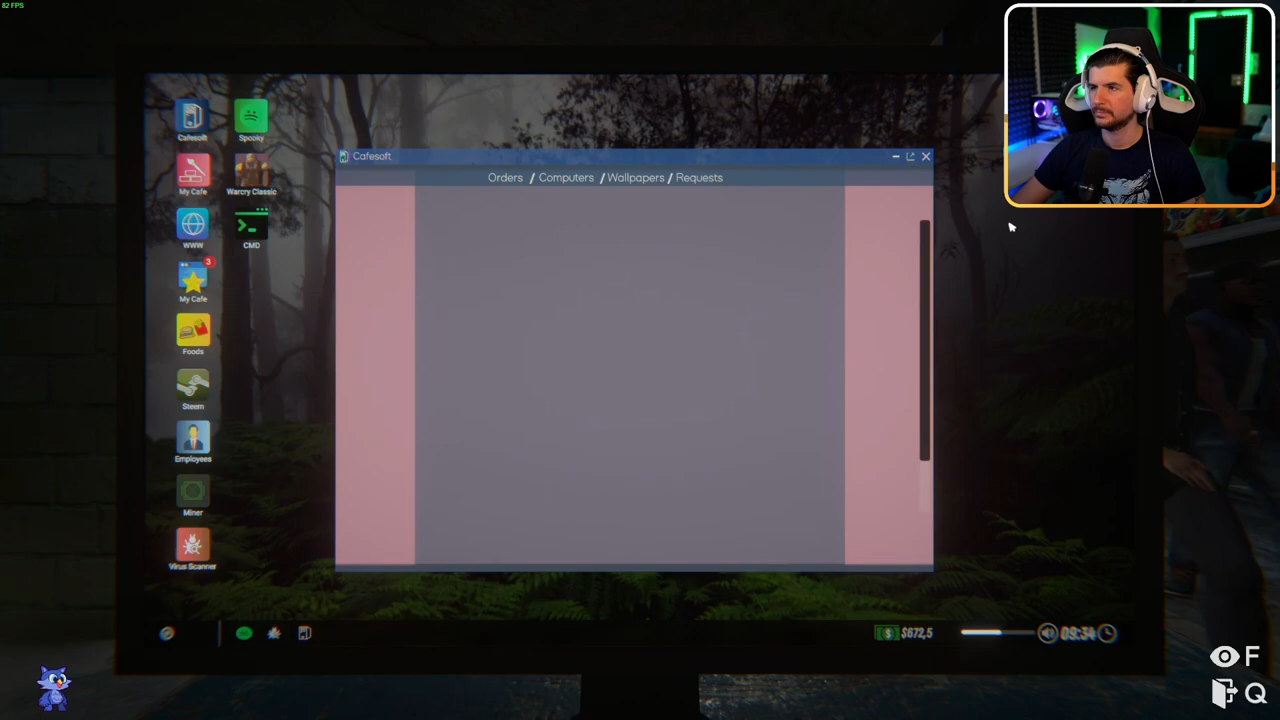 82 FPS
Cafesoft
Spooky
My Cafe
Warcry Classic
WWW
CMD
3
My Cafe
Foods
Steem
Employees
Miner
Virus Scanner
Cafesoft
Orders / Computers / Wallpapers / Requests
$672,5
09:34
F
Q